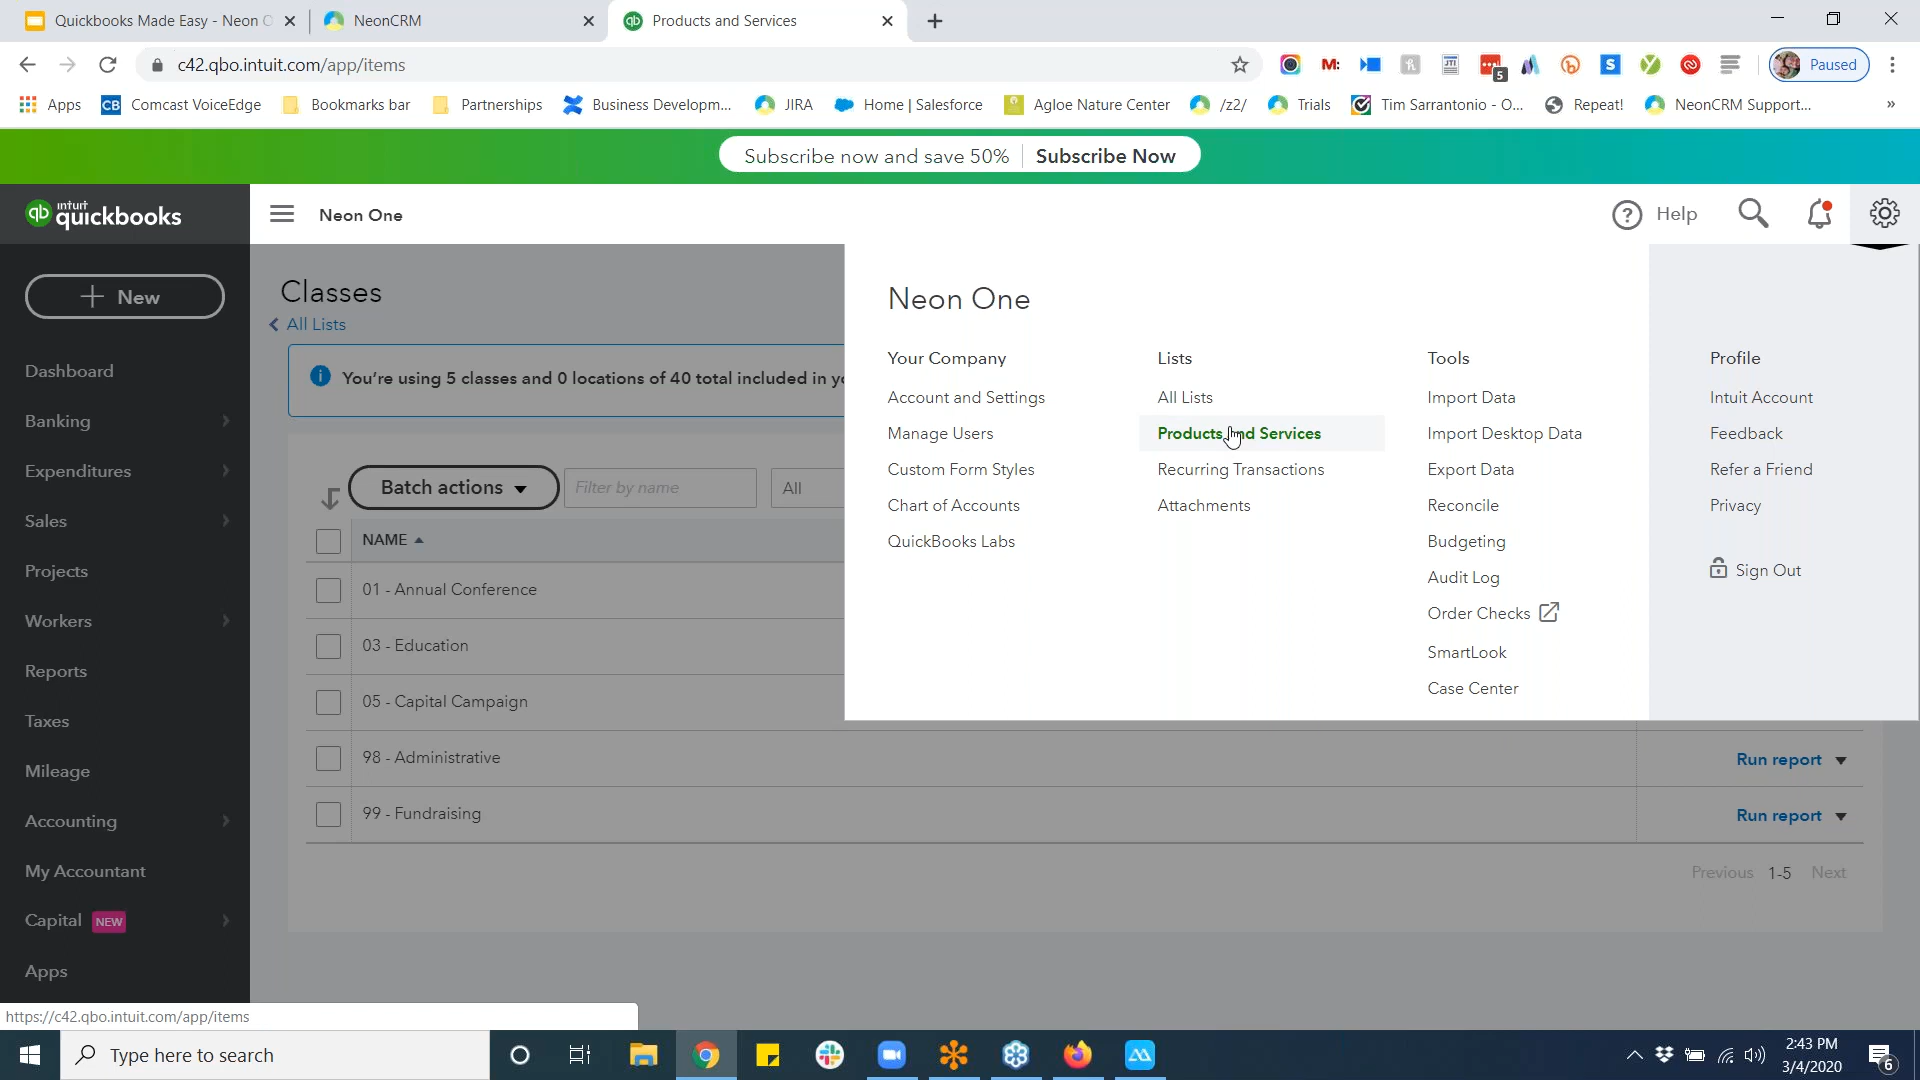 Quickbooks Made Easy - Neon O
NeonCRM
Products and Services
c42.qbo.intuit.com/app/items
M:
JTI
5
S
Paused
Apps
CB Comcast VoiceEdge
Bookmarks bar
Partnerships
Business Developm...
JIRA
Home | Salesforce
Agloe Nature Center
/z2/
Trials
Tim Sarrantonio - O...
Repeat!
NeonCRM Support...
»
Subscribe now and save 50%
Subscribe Now
qb intuit quickbooks
Neon One
Help
New
Dashboard
Banking
Expenditures
Sales
Projects
Workers
Reports
Taxes
Mileage
Accounting
My Accountant
Capital NEW
Apps
Classes
All Lists
You're using 5 classes and 0 locations of 40 total included in yo
Batch actions
Filter by name
All
NAME
01 - Annual Conference
03 - Education
05 - Capital Campaign
98 - Administrative
Run report
99 - Fundraising
Run report
Previous 1-5 Next
Neon One
Your Company
Account and Settings
Manage Users
Custom Form Styles
Chart of Accounts
QuickBooks Labs
Lists
All Lists
Products and Services
Recurring Transactions
Attachments
Tools
Import Data
Import Desktop Data
Export Data
Reconcile
Budgeting
Audit Log
Order Checks
SmartLook
Case Center
Profile
Intuit Account
Feedback
Refer a Friend
Privacy
Sign Out
https://c42.qbo.intuit.com/app/items
Type here to search
2:43 PM
3/4/2020
6